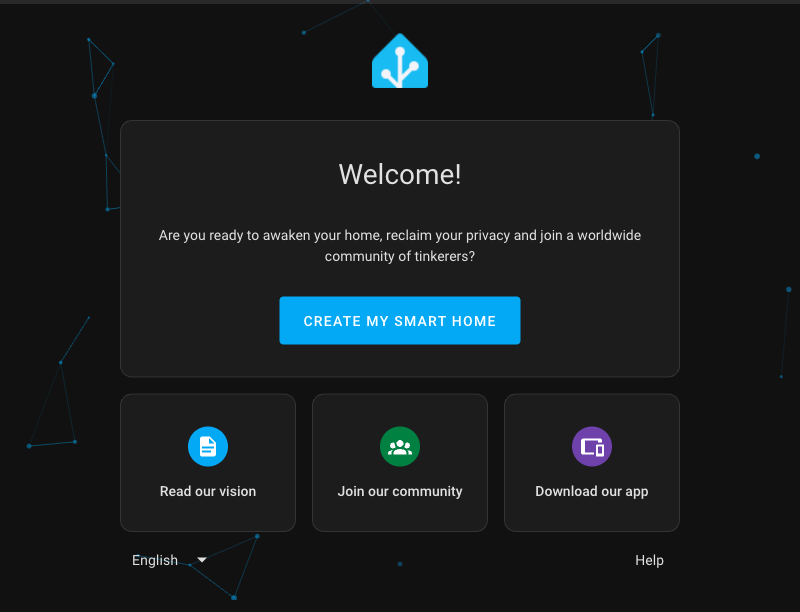 Welcome!
Are you ready to awaken your home, reclaim your privacy and join a worldwide
community of tinkerers?
CREATE MY SMART HOME
Read our vision
Join our community
Download our app
English
Help